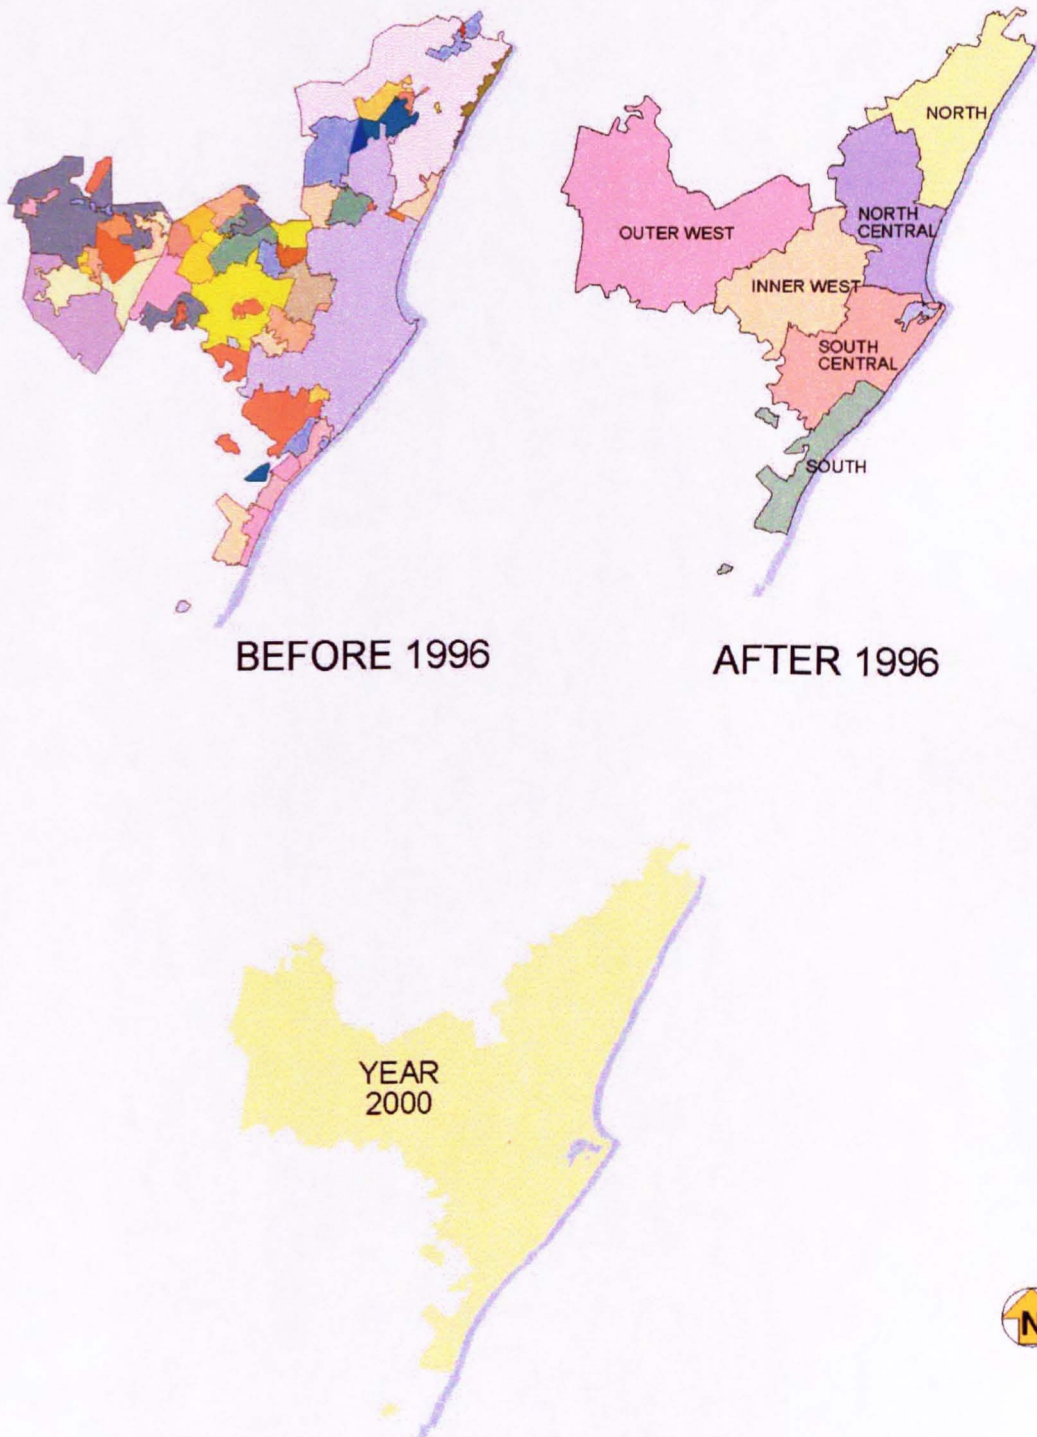 NORTH
OUTER WEST
NORTH
CENTRAL
INNER WEST
SOUTH
CENTRAL
SOUTH
BEFORE 1996
AFTER 1996
YEAR
2000
N